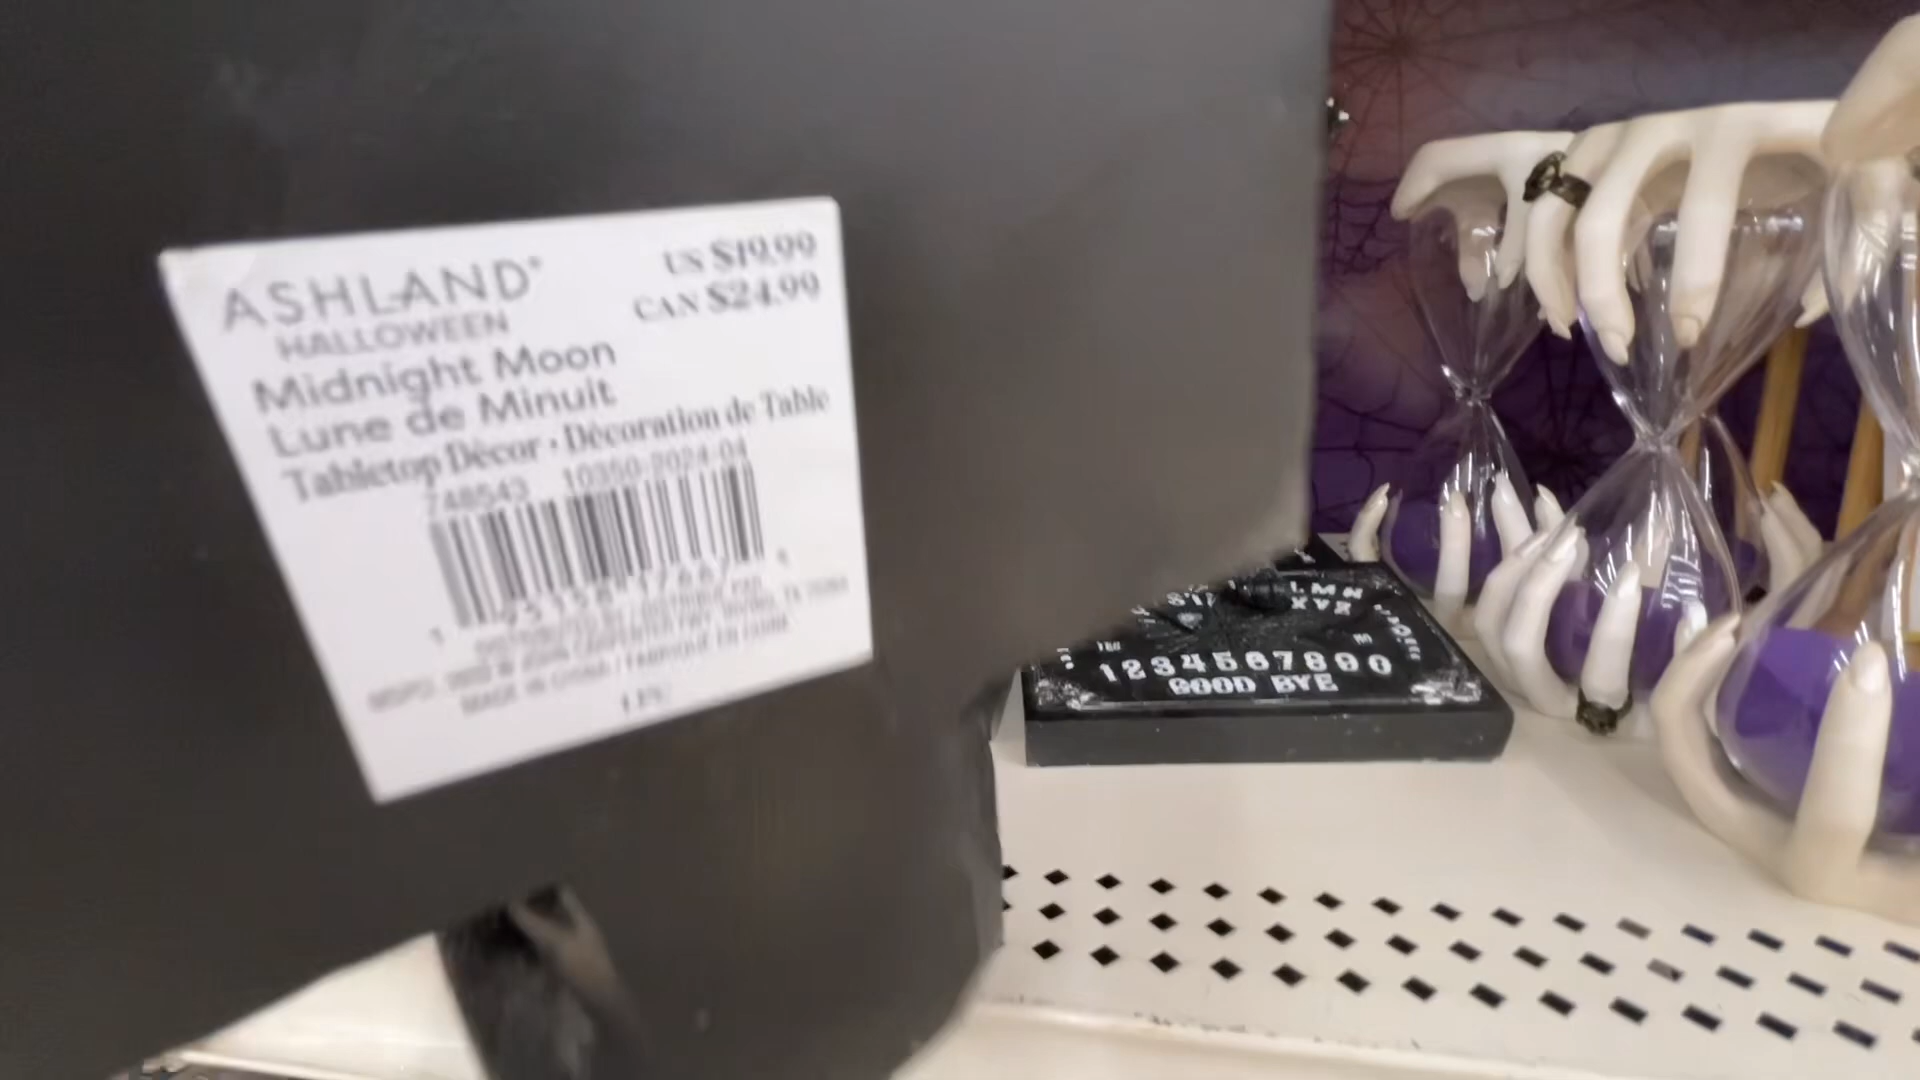 ASHLAND®
HALLOWEEN
US $19.99
CAN $24.99
Midnight Moon
Lune de Minuit
Tabletop Décor • Décoration de Table
748543 10350-2024-04
MADE IN CHINA / FABRIQUÉ EN CHINE
1 PC
L M N
X Y Z
1 2 3 4 5 6 7 8 9 0
GOOD BYE